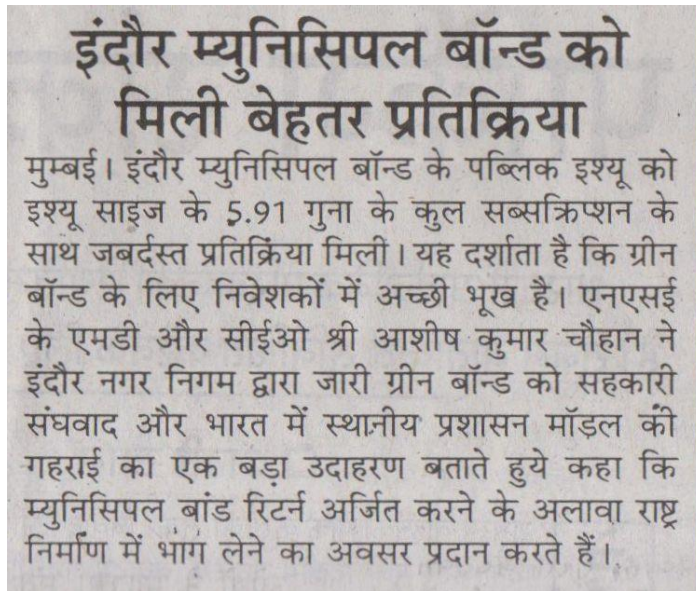 इंदौर म्युनिसिपल बॉन्ड को
मिली बेहतर प्रतिक्रिया
मुम्बई। इंदौर म्युनिसिपल बॉन्ड के पब्लिक इश्यू को
इश्यू साइज के 5.91 गुना के कुल सब्सक्रिप्शन के
साथ जबर्दस्त प्रतिक्रिया मिली। यह दर्शाता है कि ग्रीन
बॉन्ड के लिए निवेशकों में अच्छी भूख है। एनएसई
के एमडी और सीईओ श्री आशीष कुमार चौहान ने
इंदौर नगर निगम द्वारा जारी ग्रीन बॉन्ड को सहकारी
संघवाद और भारत में स्थानीय प्रशासन मॉडल की
गहराई का एक बड़ा उदाहरण बताते हुये कहा कि
म्युनिसिपल बांड रिटर्न अर्जित करने के अलावा राष्ट्र
निर्माण में भाग लेने का अवसर प्रदान करते हैं।